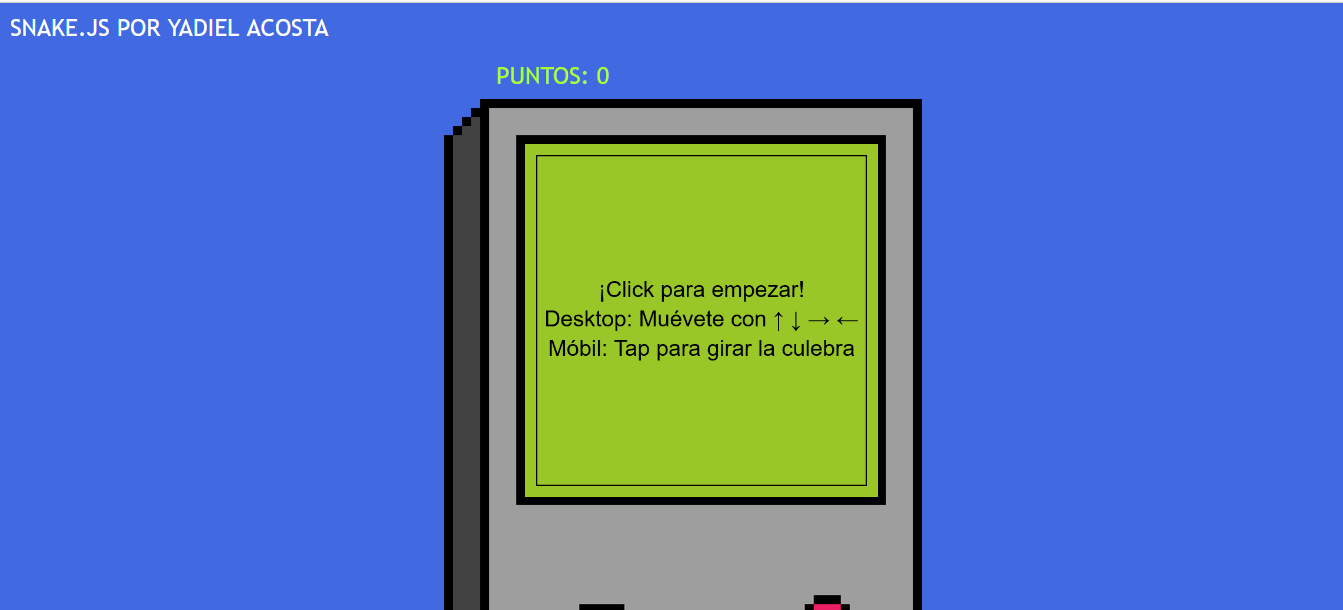 SNAKE.JS POR YADIEL ACOSTA
PUNTOS: 0
¡Click para empezar!
Desktop: Muévete con ↑ ↓ → ←
Móbil: Tap para girar la culebra